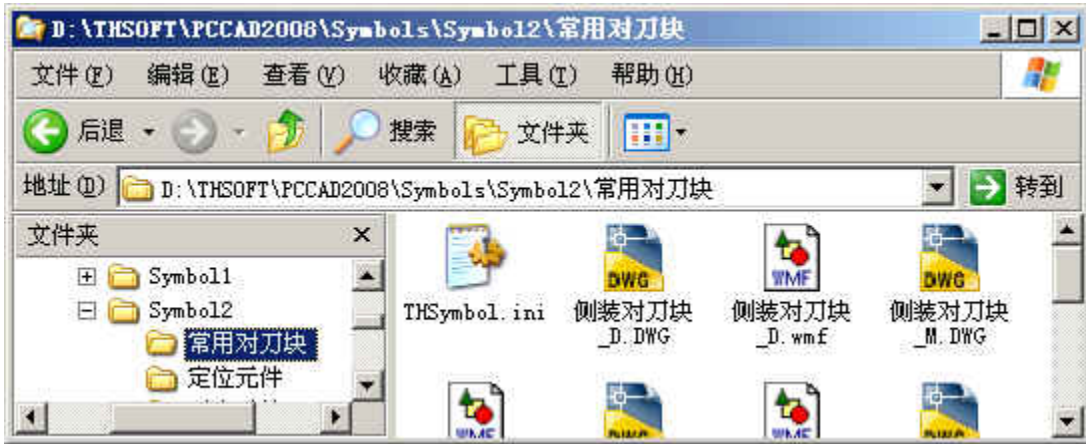 D:\THSOFT\PCCAD2008\Symbols\Symbol2\常用对刀块
文件(F) 编辑(E) 查看(V) 收藏(A) 工具(T) 帮助(H)
后退 搜索 文件夹
地址(D) D:\THSOFT\PCCAD2008\Symbols\Symbol2\常用对刀块 转到
文件夹
Symbol1
Symbol2
常用对刀块
定位元件
DWG
WMF
DWG
THSymbol.ini
侧装对刀块
_D.DWG
侧装对刀块
_D.wmf
侧装对刀块
_M.DWG